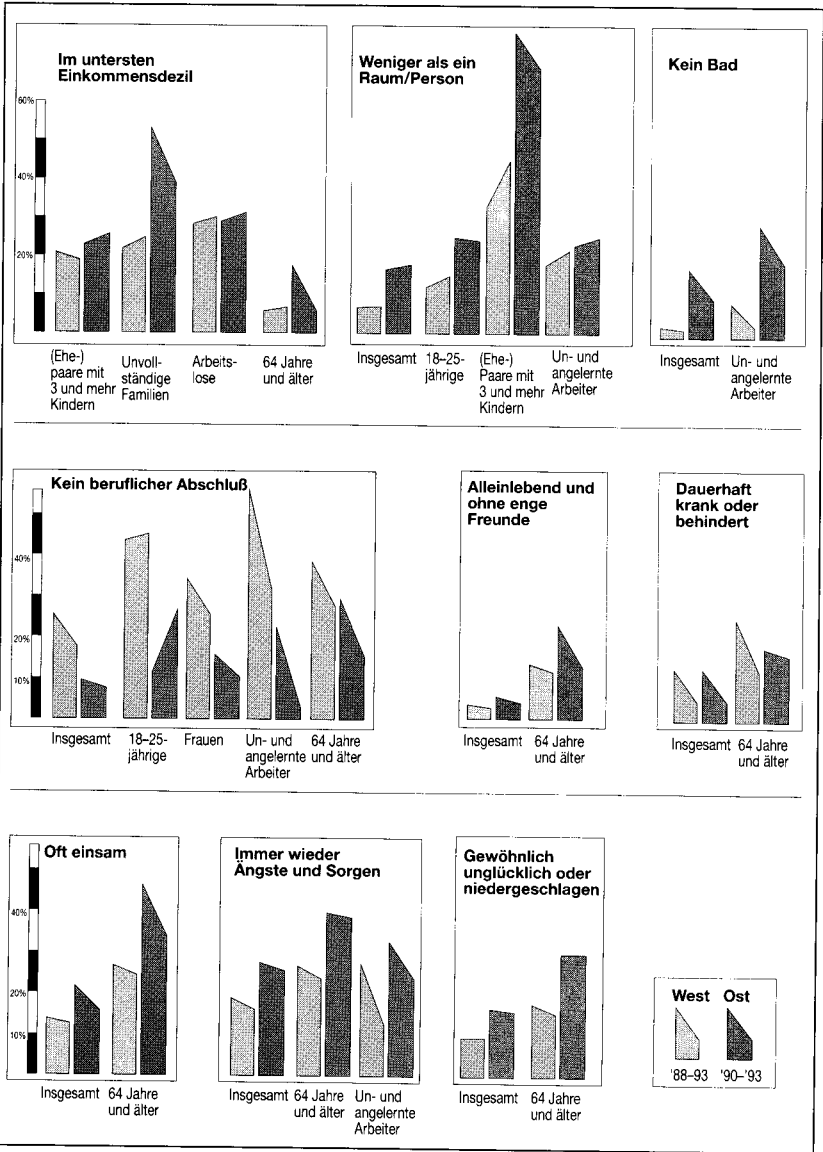 Im untersten
Einkommensdezil
60%
40%
20%
(Ehe-)
paare mit
3 und mehr
Kindern
Unvoll-
ständige
Familien
Arbeits-
lose
64 Jahre
und älter
Weniger als ein
Raum/Person
Insgesamt
18–25-
jährige
(Ehe-)
Paare mit
3 und mehr
Kindern
Un- und
angelernte
Arbeiter
Kein Bad
Insgesamt
Un- und
angelernte
Arbeiter
Kein beruflicher Abschluß
40%
20%
10%
Insgesamt
18–25-
jährige
Frauen
Un- und
angelernte
Arbeiter
64 Jahre
und älter
Alleinlebend und
ohne enge
Freunde
Insgesamt
64 Jahre
und älter
Dauerhaft
krank oder
behindert
Insgesamt
64 Jahre
und älter
Oft einsam
40%
20%
10%
Insgesamt
64 Jahre
und älter
Immer wieder
Ängste und Sorgen
Insgesamt
64 Jahre
und älter
Un- und
angelernte
Arbeiter
Gewöhnlich
unglücklich oder
niedergeschlagen
Insgesamt
64 Jahre
und älter
West Ost
'88–93 '90–'93